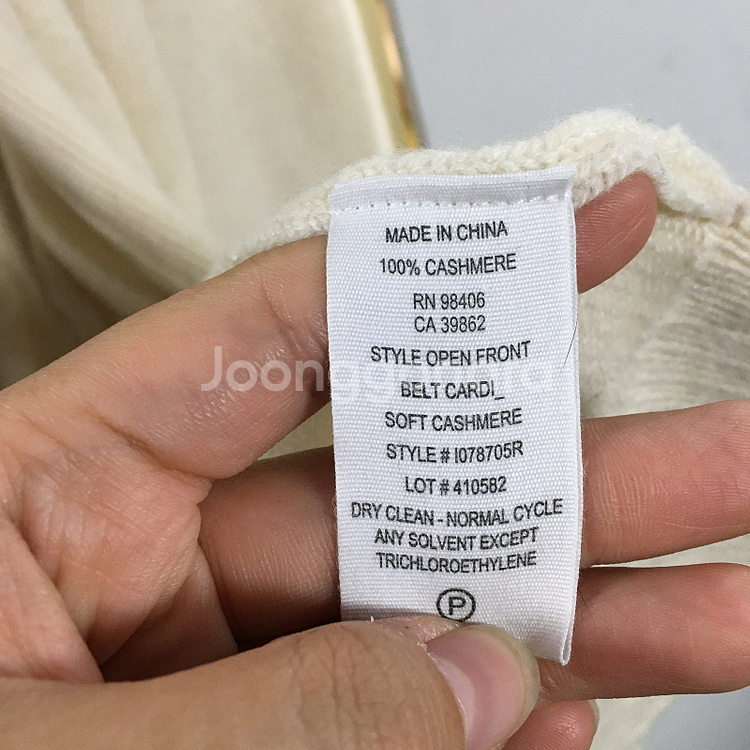 MADE IN CHINA
100% CASHMERE
RN 98406
CA 39862
STYLE OPEN FRONT
BELT CARDI_
SOFT CASHMERE
STYLE # I078705R
LOT # 410582
DRY CLEAN - NORMAL CYCLE
ANY SOLVENT EXCEPT
TRICHLOROETHYLENE
P